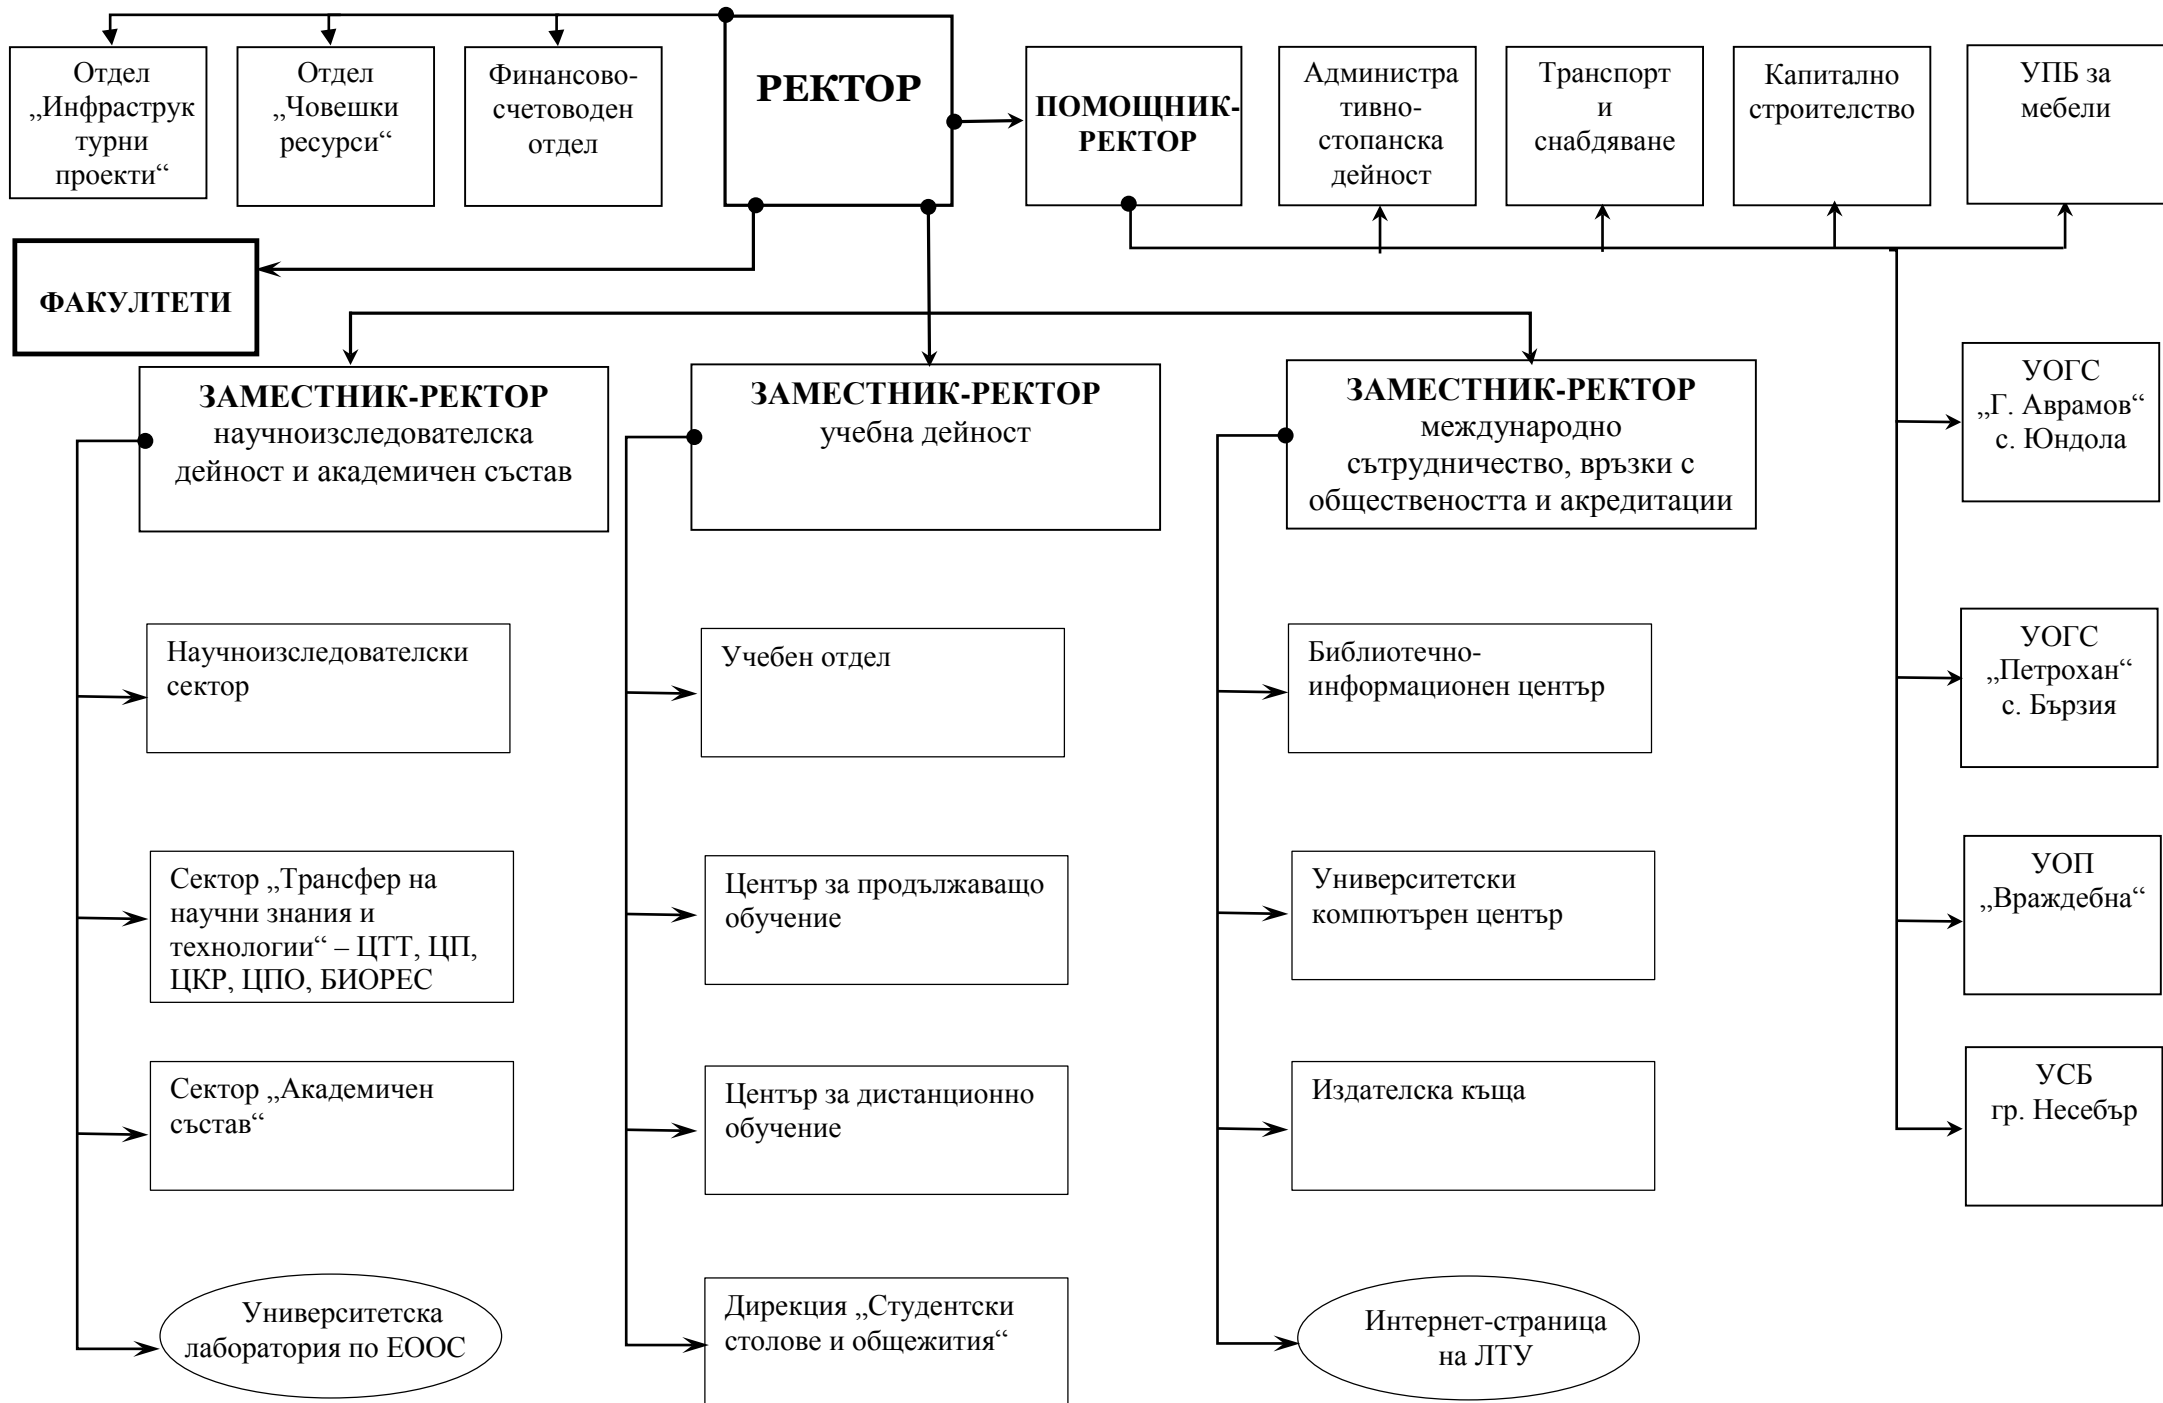 Отдел
„Инфраструк
турни
проекти“
Отдел
„Човешки
ресурси“
Финансово-
счетоводен
отдел
РЕКТОР
ПОМОЩНИК-
РЕКТОР
Администра
тивно-
стопанска
дейност
Транспорт
и
снабдяване
Капитално
строителство
УПБ за
мебели
ФАКУЛТЕТИ
ЗАМЕСТНИК-РЕКТОР
научноизследователска
дейност и академичен състав
ЗАМЕСТНИК-РЕКТОР
учебна дейност
ЗАМЕСТНИК-РЕКТОР
международно
сътрудничество, връзки с
обществеността и акредитации
УОГС
„Г. Аврамов“
с. Юндола
Научноизследователски
сектор
Учебен отдел
Библиотечно-
информационен център
УОГС
„Петрохан“
с. Бързия
Сектор „Трансфер на
научни знания и
технологии“ – ЦТТ, ЦП,
ЦКР, ЦПО, БИОРЕС
Център за продължаващо
обучение
Университетски
компютърен център
УОП
„Враждебна“
Сектор „Академичен
състав“
Център за дистанционно
обучение
Издателска къща
УСБ
гр. Несебър
Университетска
лаборатория по ЕООС
Дирекция „Студентски
столове и общежития“
Интернет-страница
на ЛТУ